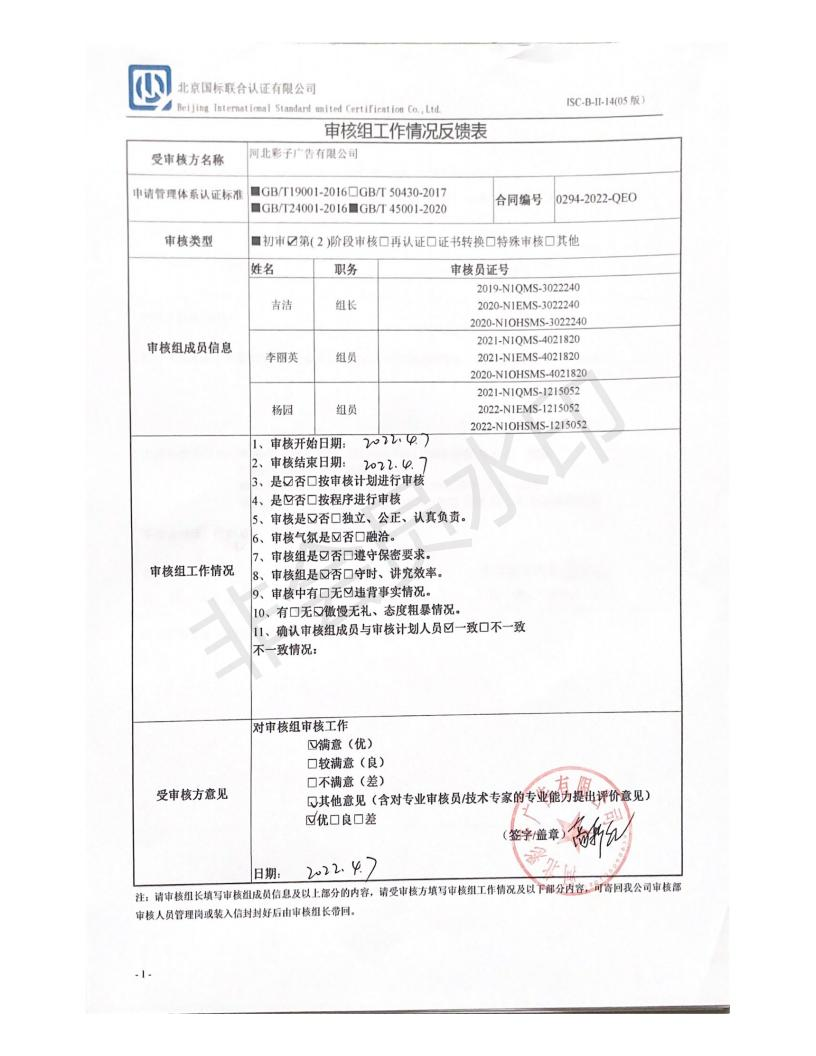 北京国标联合认证有限公司
Beijing International Standard united Certification Co., Ltd.
ISC-B-II-14(05 版)
审核组工作情况反馈表
受审核方名称 河北彩子广告有限公司
申请管理体系认证标准 ■GB/T19001-2016□GB/T 50430-2017
■GB/T24001-2016■GB/T 45001-2020
合同编号 0294-2022-QEO
审核类型 ■初审☑第( 2 )阶段审核□再认证□证书转换□特殊审核□其他
审核组成员信息
姓名 职务 审核员证号
吉洁 组长 2019-N1QMS-3022240
2020-N1EMS-3022240
2020-N1OHSMS-3022240
李丽英 组员 2021-N1QMS-4021820
2021-N1EMS-4021820
2020-N1OHSMS-4021820
杨园 组员 2021-N1QMS-1215052
2022-N1EMS-1215052
2022-N1OHSMS-1215052
审核组工作情况
1、审核开始日期: 2022.4.7
2、审核结束日期: 2022.4.7
3、是☑否□按审核计划进行审核
4、是☑否□按程序进行审核
5、审核是☑否□独立、公正、认真负责。
6、审核气氛是☑否□融洽。
7、审核组是☑否□遵守保密要求。
8、审核组是☑否□守时、讲究效率。
9、审核中有□无☑违背事实情况。
10、有□无☑傲慢无礼、态度粗暴情况。
11、确认审核组成员与审核计划人员☑一致□不一致
不一致情况:
受审核方意见
对审核组审核工作
☑满意(优)
□较满意(良)
□不满意(差)
☑其他意见(含对专业审核员/技术专家的专业能力提出评价意见)
☑优□良□差
(签字/盖章)
日期: 2022.4.7
注: 请审核组长填写审核组成员信息及以上部分的内容, 请受审核方填写审核组工作情况及以下部分内容, 可寄回我公司审核部
审核人员管理岗或装入信封封好后由审核组长带回。
- 1 -
非会员水印